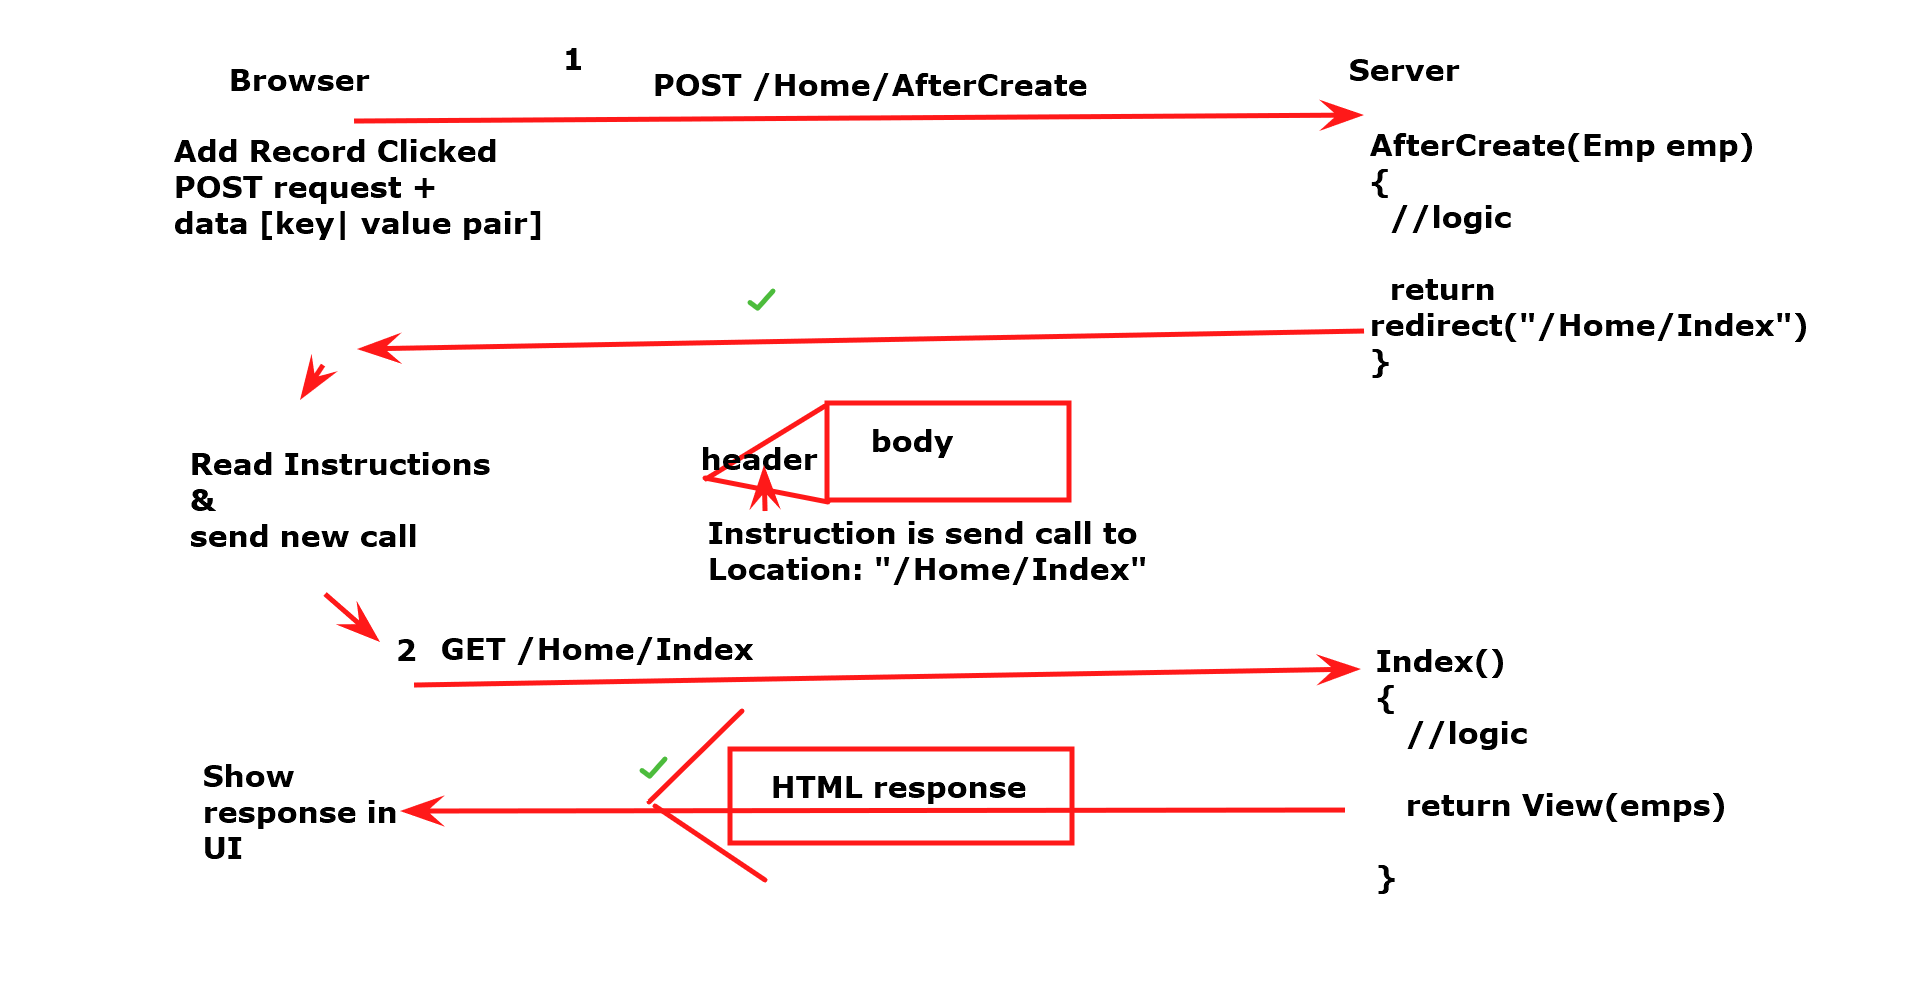 Browser
1
POST /Home/AfterCreate
Server
Add Record Clicked
POST request +
data [key| value pair]
AfterCreate(Emp emp)
{
//logic
return
redirect("/Home/Index")
}
header
body
Read Instructions
&
send new call
Instruction is send call to
Location: "/Home/Index"
2 GET /Home/Index
Index()
{
//logic
return View(emps)
}
HTML response
Show
response in
UI